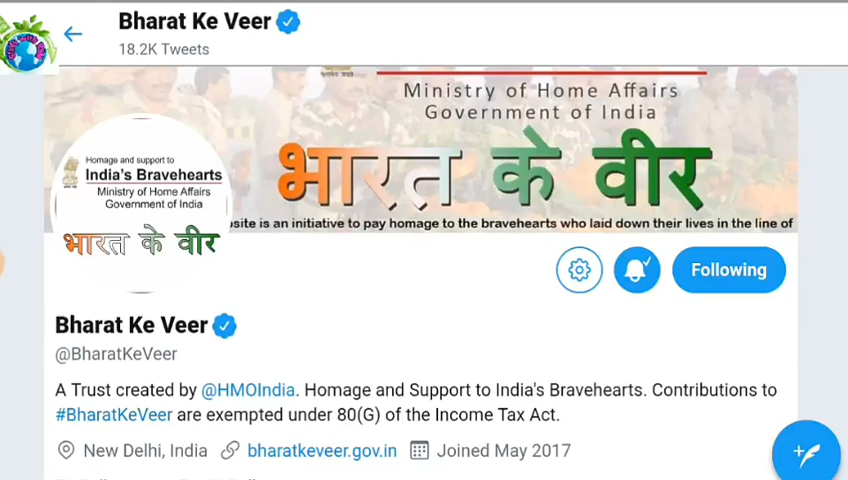 Bharat Ke Veer
18.2K Tweets
Ministry of Home Affairs
Government of India
भारत के वीर
site is an initiative to pay homage to the bravehearts who laid down their lives in the line of
Homage and support to
India's Bravehearts
Ministry of Home Affairs
Government of India
भारत के वीर
Following
Bharat Ke Veer
@BharatKeVeer
A Trust created by @HMOIndia. Homage and Support to India's Bravehearts. Contributions to
#BharatKeVeer are exempted under 80(G) of the Income Tax Act.
New Delhi, India bharatkeveer.gov.in Joined May 2017